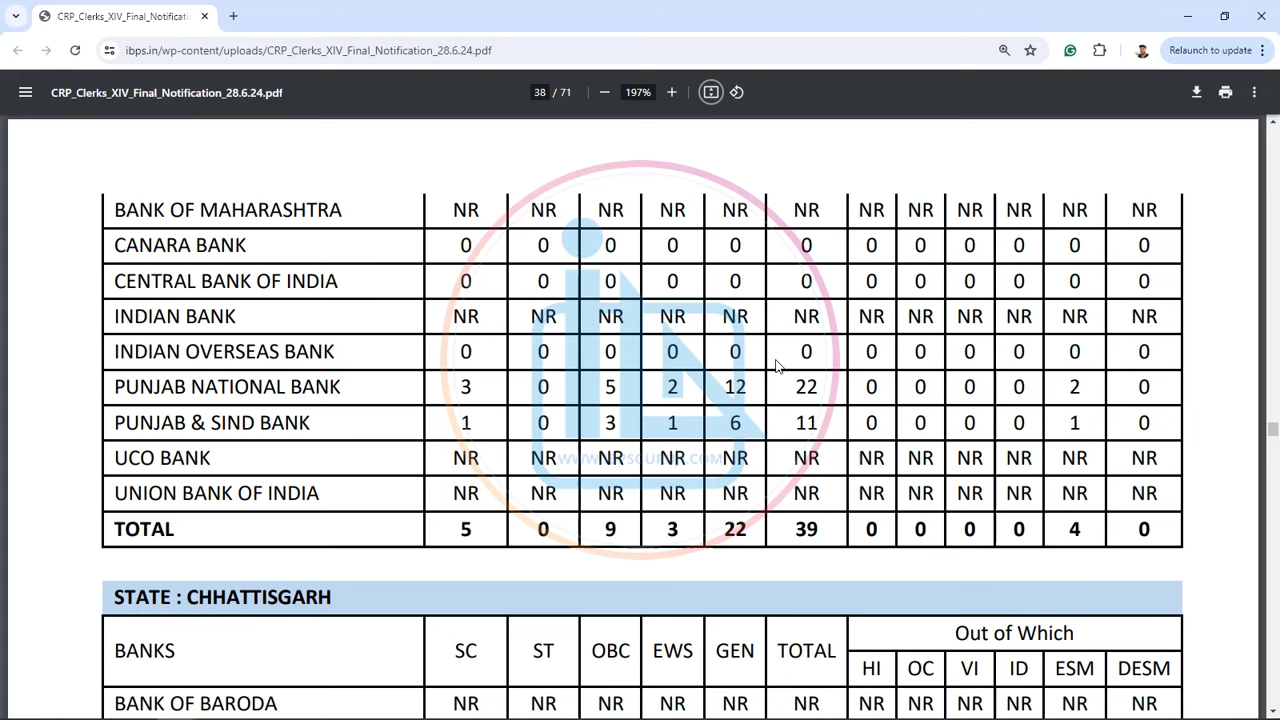 CRP_Clerks_XIV_Final_Notificatio
ibps.in/wp-content/uploads/CRP_Clerks_XIV_Final_Notification_28.6.24.pdf
Relaunch to update
CRP_Clerks_XIV_Final_Notification_28.6.24.pdf
38 / 71
197%
BANK OF MAHARASHTRA NR NR NR NR NR NR NR NR NR NR NR NR
CANARA BANK 0 0 0 0 0 0 0 0 0 0 0 0
CENTRAL BANK OF INDIA 0 0 0 0 0 0 0 0 0 0 0 0
INDIAN BANK NR NR NR NR NR NR NR NR NR NR NR NR
INDIAN OVERSEAS BANK 0 0 0 0 0 0 0 0 0 0 0 0
PUNJAB NATIONAL BANK 3 0 5 2 12 22 0 0 0 0 2 0
PUNJAB & SIND BANK 1 0 3 1 6 11 0 0 0 0 1 0
UCO BANK NR NR NR NR NR NR NR NR NR NR NR NR
UNION BANK OF INDIA NR NR NR NR NR NR NR NR NR NR NR NR
TOTAL 5 0 9 3 22 39 0 0 0 0 4 0
STATE : CHHATTISGARH
Out of Which
BANKS SC ST OBC EWS GEN TOTAL
HI OC VI ID ESM DESM
BANK OF BARODA NR NR NR NR NR NR NR NR NR NR NR NR